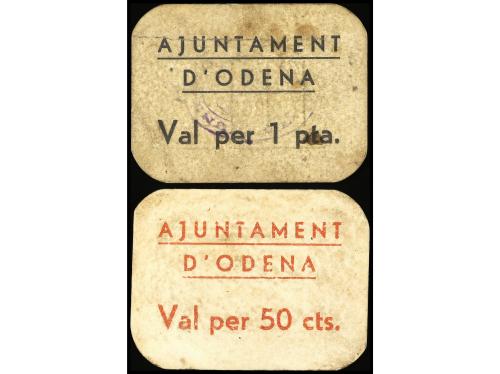 AJUNTAMENT
D'ODENA
Val per 1 pta.
AJUNTAMENT
D'ODENA
Val per 50 cts.